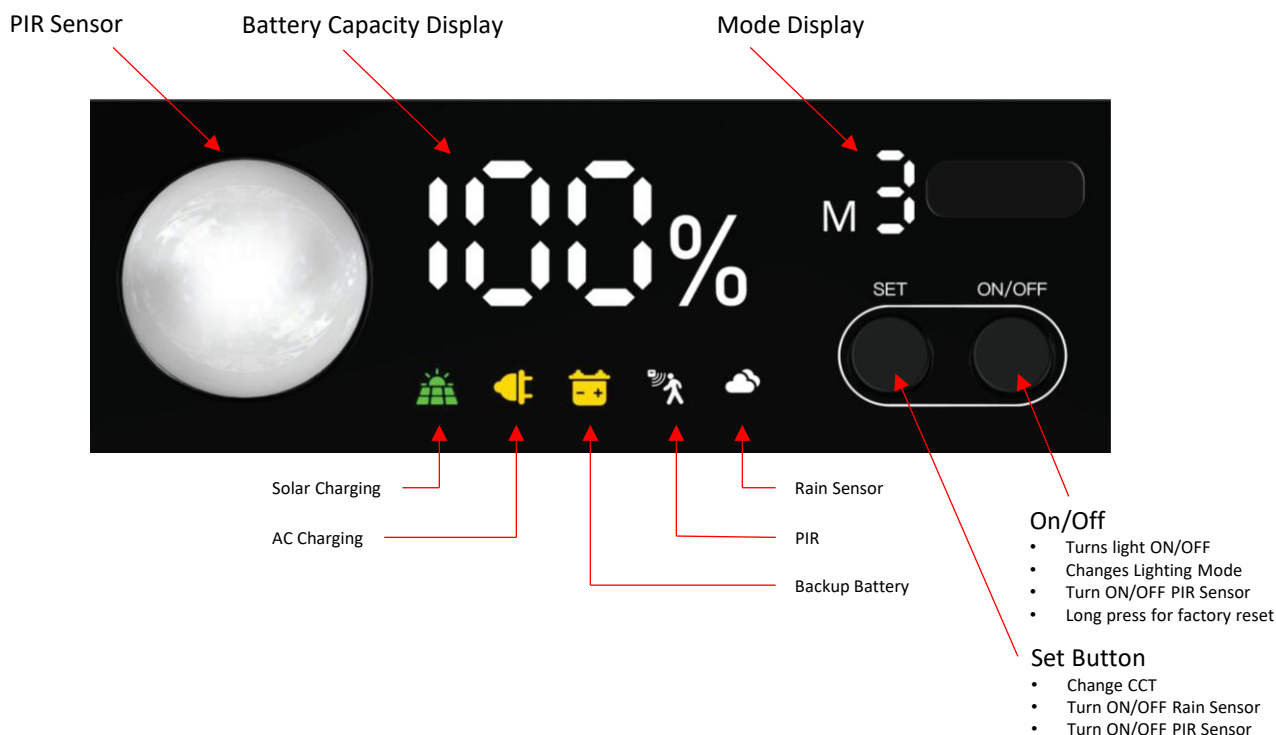 PIR Sensor
Battery Capacity Display
Mode Display
100%
M 3
SET
ON/OFF
Solar Charging
Rain Sensor
AC Charging
PIR
Backup Battery
On/Off
• Turns light ON/OFF
• Changes Lighting Mode
• Turn ON/OFF PIR Sensor
• Long press for factory reset
Set Button
• Change CCT
• Turn ON/OFF Rain Sensor
• Turn ON/OFF PIR Sensor